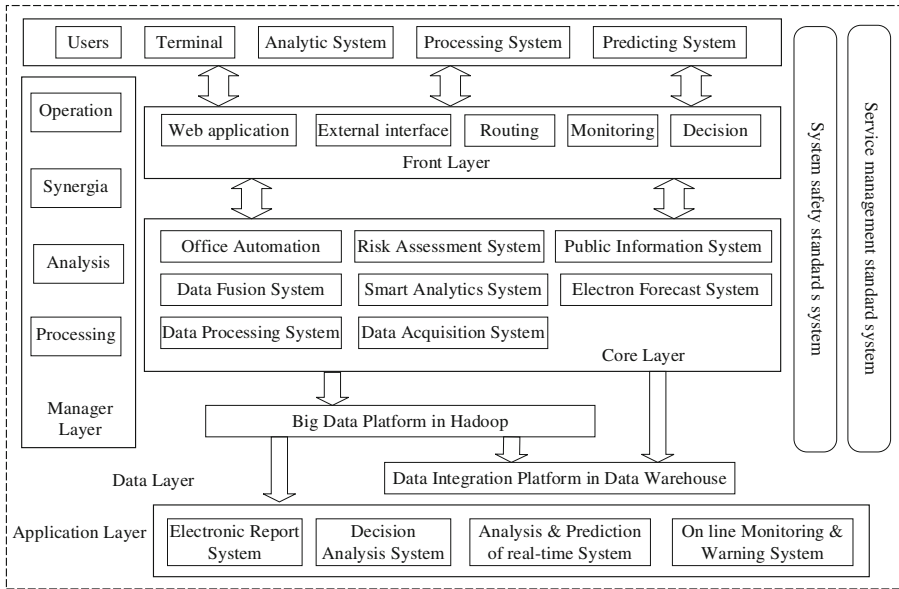 Users
Terminal
Analytic System
Processing System
Predicting System
Operation
Synergia
Analysis
Processing
Manager
Layer
Web application
External interface
Routing
Monitoring
Decision
Front Layer
Office Automation
Risk Assessment System
Public Information System
Data Fusion System
Smart Analytics System
Electron Forecast System
Data Processing System
Data Acquisition System
Core Layer
Big Data Platform in Hadoop
Data Integration Platform in Data Warehouse
Data Layer
Application Layer
Electronic Report
System
Decision
Analysis System
Analysis & Prediction
of real-time System
On line Monitoring &
Warning System
System safety standard s system
Service management standard system